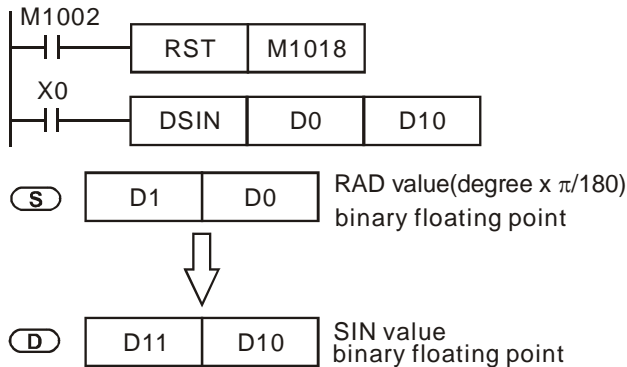 M1002
RST M1018
X0
DSIN D0 D10
S D1 D0 RAD value(degree x π/180)
binary floating point
D D11 D10 SIN value
binary floating point